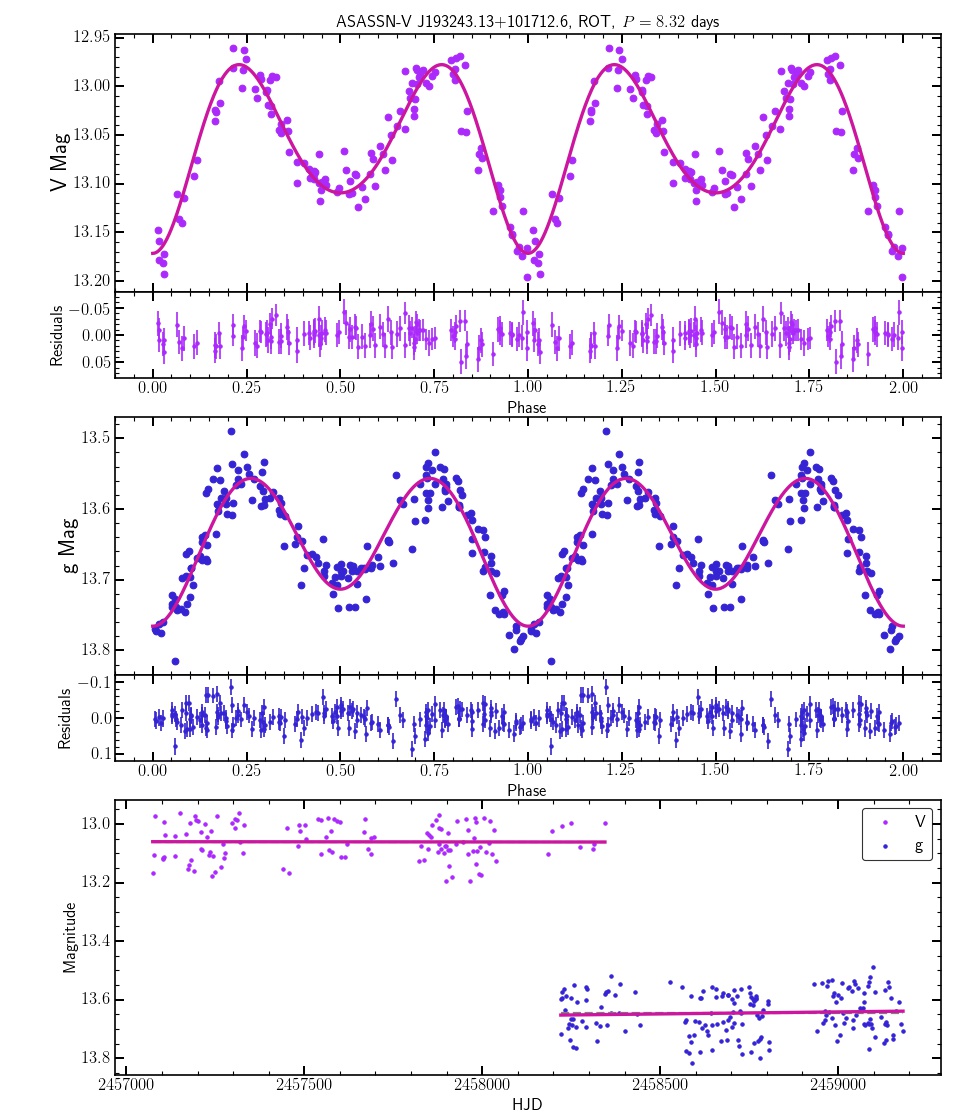 ASASSN-V J193243.13+101712.6, ROT, P = 8.32 days
V Mag
12.95
13.00
13.05
13.10
13.15
13.20
Residuals
−0.05
0.00
0.05
0.00 0.25 0.50 0.75 1.00 1.25 1.50 1.75 2.00
Phase
g Mag
13.5
13.6
13.7
13.8
Residuals
−0.1
0.0
0.1
0.00 0.25 0.50 0.75 1.00 1.25 1.50 1.75 2.00
Phase
Magnitude
13.0
13.2
13.4
13.6
13.8
V
g
2457000 2457500 2458000 2458500 2459000
HJD